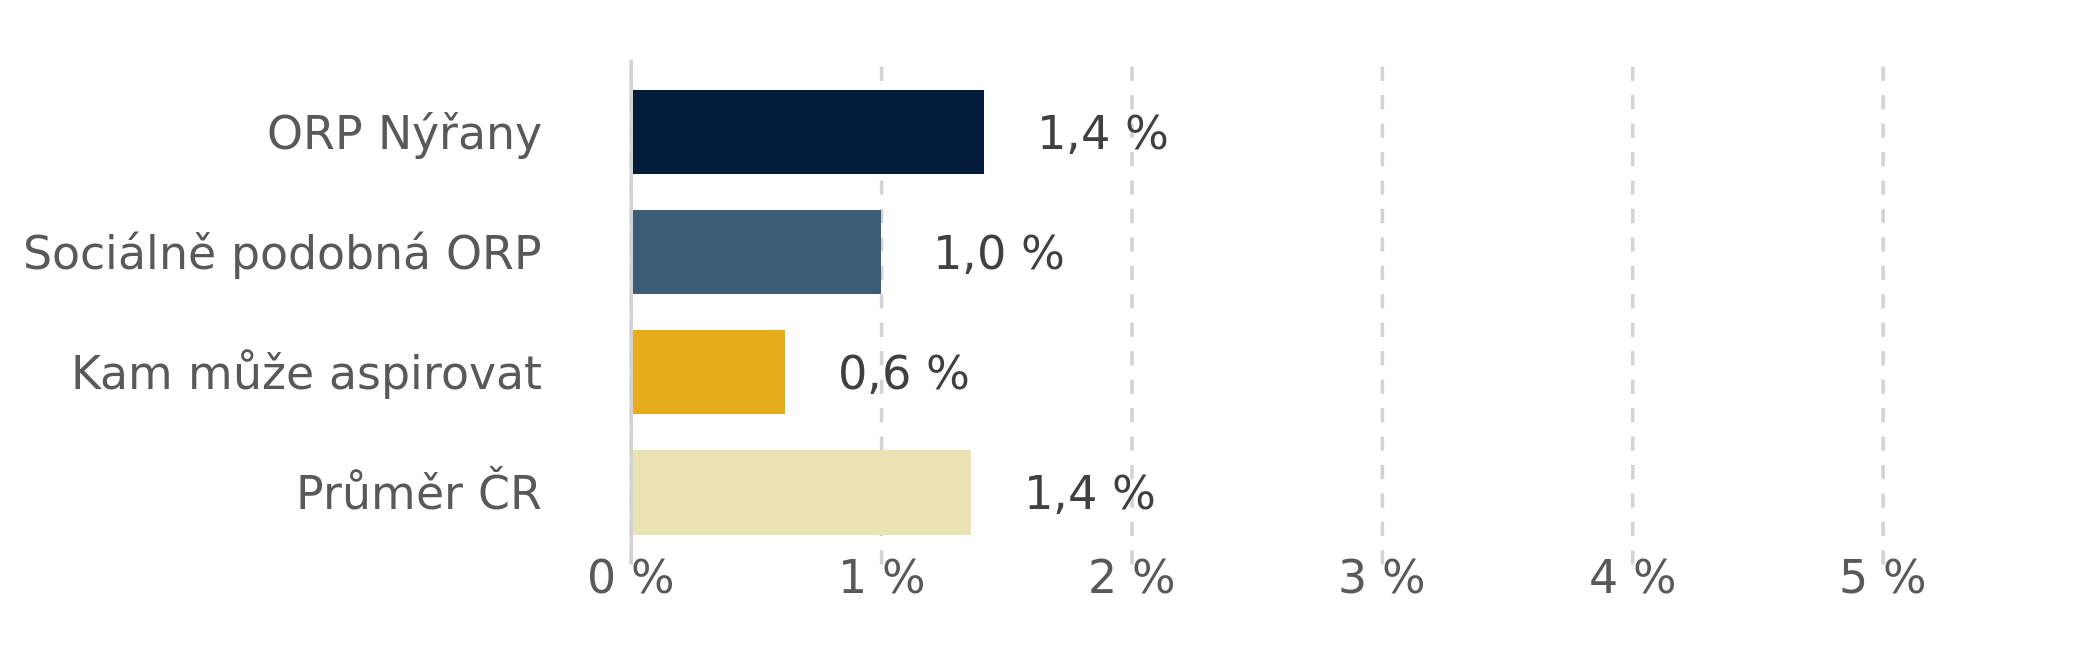 ORP Nýřany 1,4 %
Sociálně podobná ORP 1,0 %
Kam může aspirovat 0,6 %
Průměr ČR 1,4 %
0 % 1 % 2 % 3 % 4 % 5 %